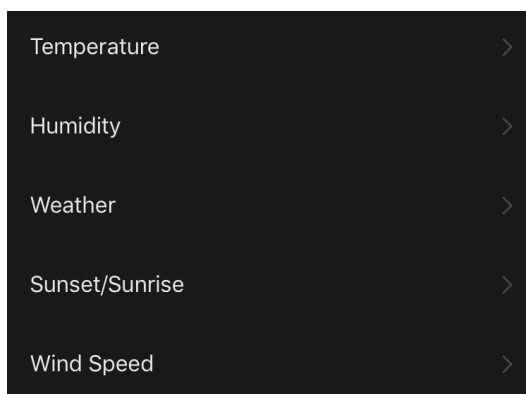 Temperature
Humidity
Weather
Sunset/Sunrise
Wind Speed